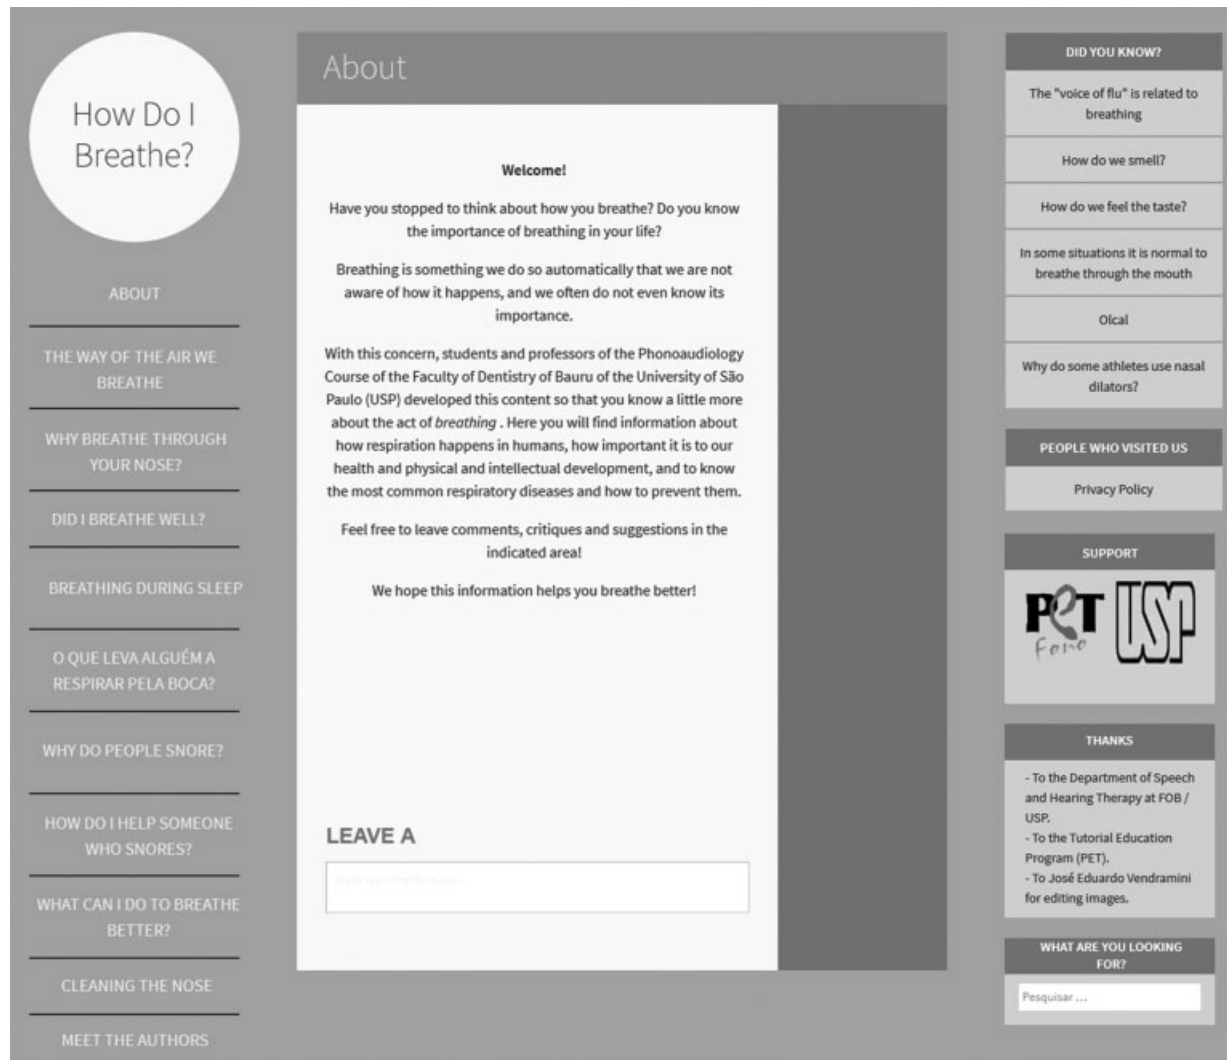 How Do I
Breathe?
ABOUT
THE WAY OF THE AIR WE
BREATHE
WHY BREATHE THROUGH
YOUR NOSE?
DID I BREATHE WELL?
BREATHING DURING SLEEP
O QUE LEVA ALGUÉM A
RESPIRAR PELA BOCA?
WHY DO PEOPLE SNORE?
HOW DO I HELP SOMEONE
WHO SNORES?
WHAT CAN I DO TO BREATHE
BETTER?
CLEANING THE NOSE
MEET THE AUTHORS
About
Welcome!
Have you stopped to think about how you breathe? Do you know
the importance of breathing in your life?
Breathing is something we do so automatically that we are not
aware of how it happens, and we often do not even know its
importance.
With this concern, students and professors of the Phonoaudiology
Course of the Faculty of Dentistry of Bauru of the University of São
Paulo (USP) developed this content so that you know a little more
about the act of breathing . Here you will find information about
how respiration happens in humans, how important it is to our
health and physical and intellectual development, and to know
the most common respiratory diseases and how to prevent them.
Feel free to leave comments, critiques and suggestions in the
indicated area!
We hope this information helps you breathe better!
LEAVE A
DID YOU KNOW?
The "voice of flu" is related to
breathing
How do we smell?
How do we feel the taste?
In some situations it is normal to
breathe through the mouth
Olcal
Why do some athletes use nasal
dilators?
PEOPLE WHO VISITED US
Privacy Policy
SUPPORT
PET USP
Fono
THANKS
- To the Department of Speech
and Hearing Therapy at FOB /
USP.
- To the Tutorial Education
Program (PET).
- To José Eduardo Vendramini
for editing images.
WHAT ARE YOU LOOKING
FOR?
Pesquisar ...